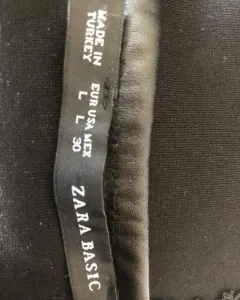 MADE IN
TURKEY
EUR USA MEX
L L 30
ZARA BASIC